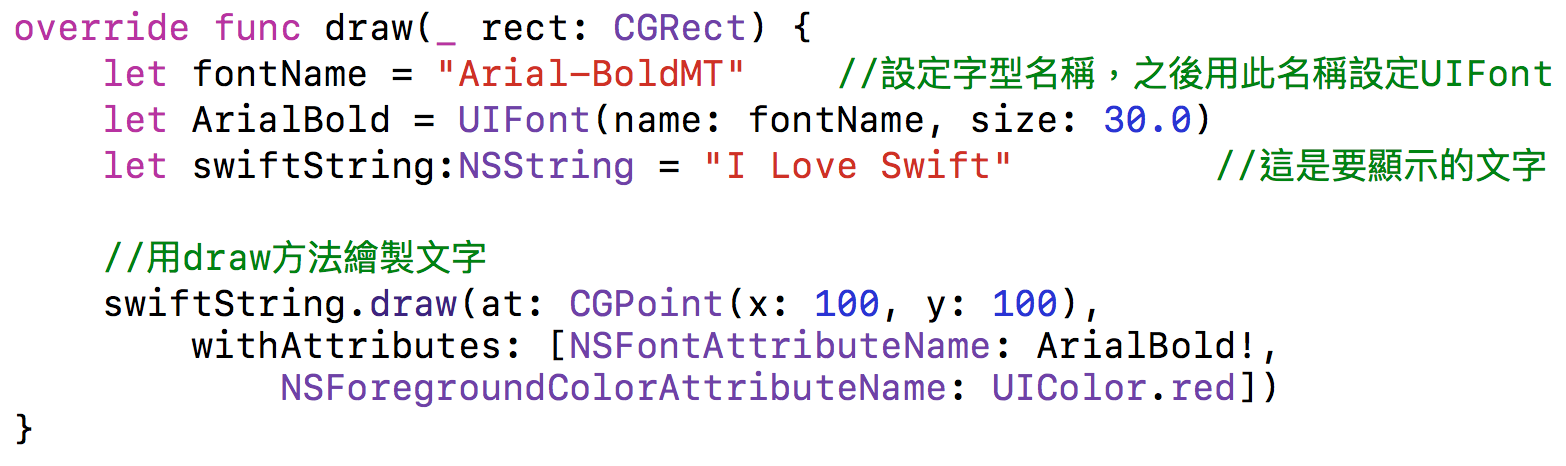 override func draw(_ rect: CGRect) {
    let fontName = "Arial-BoldMT"    //設定字型名稱，之後用此名稱設定UIFont
    let ArialBold = UIFont(name: fontName, size: 30.0)
    let swiftString:NSString = "I Love Swift"         //這是要顯示的文字
    //用draw方法繪製文字
    swiftString.draw(at: CGPoint(x: 100, y: 100),
        withAttributes: [NSFontAttributeName: ArialBold!,
            NSForegroundColorAttributeName: UIColor.red])
}